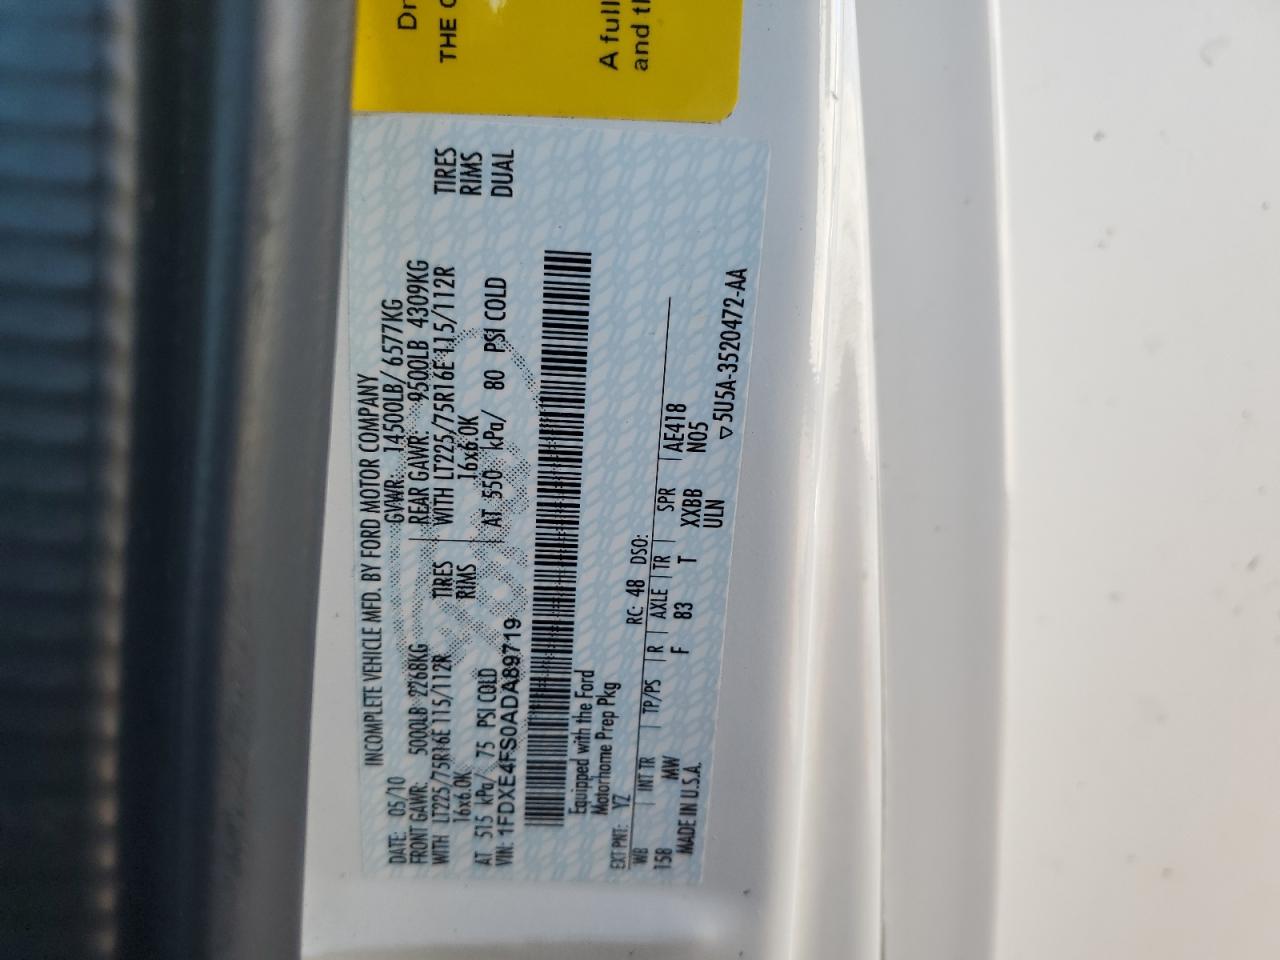 Dr
THE
A full
and th
INCOMPLETE VEHICLE MFD. BY FORD MOTOR COMPANY
DATE: 05/10 GVWR: 14500LB/ 6577KG
FRONT GAWR: 5000LB 2268KG REAR GAWR: 9500LB 4309KG
WITH LT225/75R16E 115/112R TIRES WITH LT225/75R16E 115/112R TIRES
16x6.0K RIMS 16x6.0K RIMS
AT 515 kPa/ 75 PSI COLD AT 550 kPa/ 80 PSI COLD DUAL
VIN: 1FDXE4FS0ADA89719
Equipped with the Ford
Motorhome Prep Pkg
EXT PNT: YZ RC: 48 DSO:
WB INT TR TP/PS R AXLE TR SPR AE418
158 MW F 83 T XXBB N05
MADE IN U.S.A. ULN
5U5A-3520472-AA